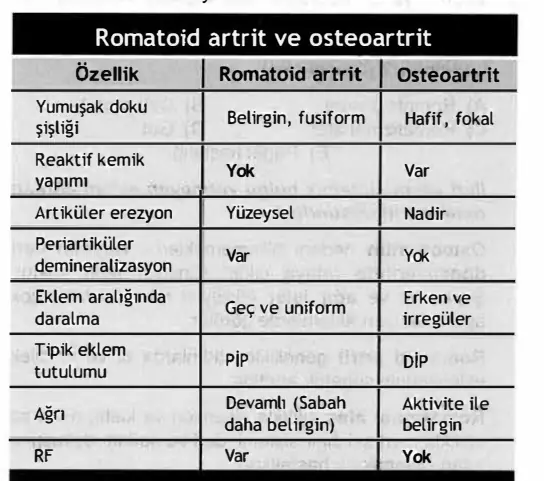 Romatoid artrit ve osteoartrit
Özellik Romatoid artrit Osteoartrit
Yumuşak doku
şişliği Belirgin, fusiform Hafif, fokal
Reaktif kemik
yapımı Yok Var
Artiküler erezyon Yüzeysel Nadir
Periartiküler
demineralizasyon Var Yok
Eklem aralığında
daralma Geç ve uniform Erken ve
irregüler
Tipik eklem
tutulumu PİP DİP
Ağrı Devamlı (Sabah
daha belirgin) Aktivite ile
belirgin
RF Var Yok